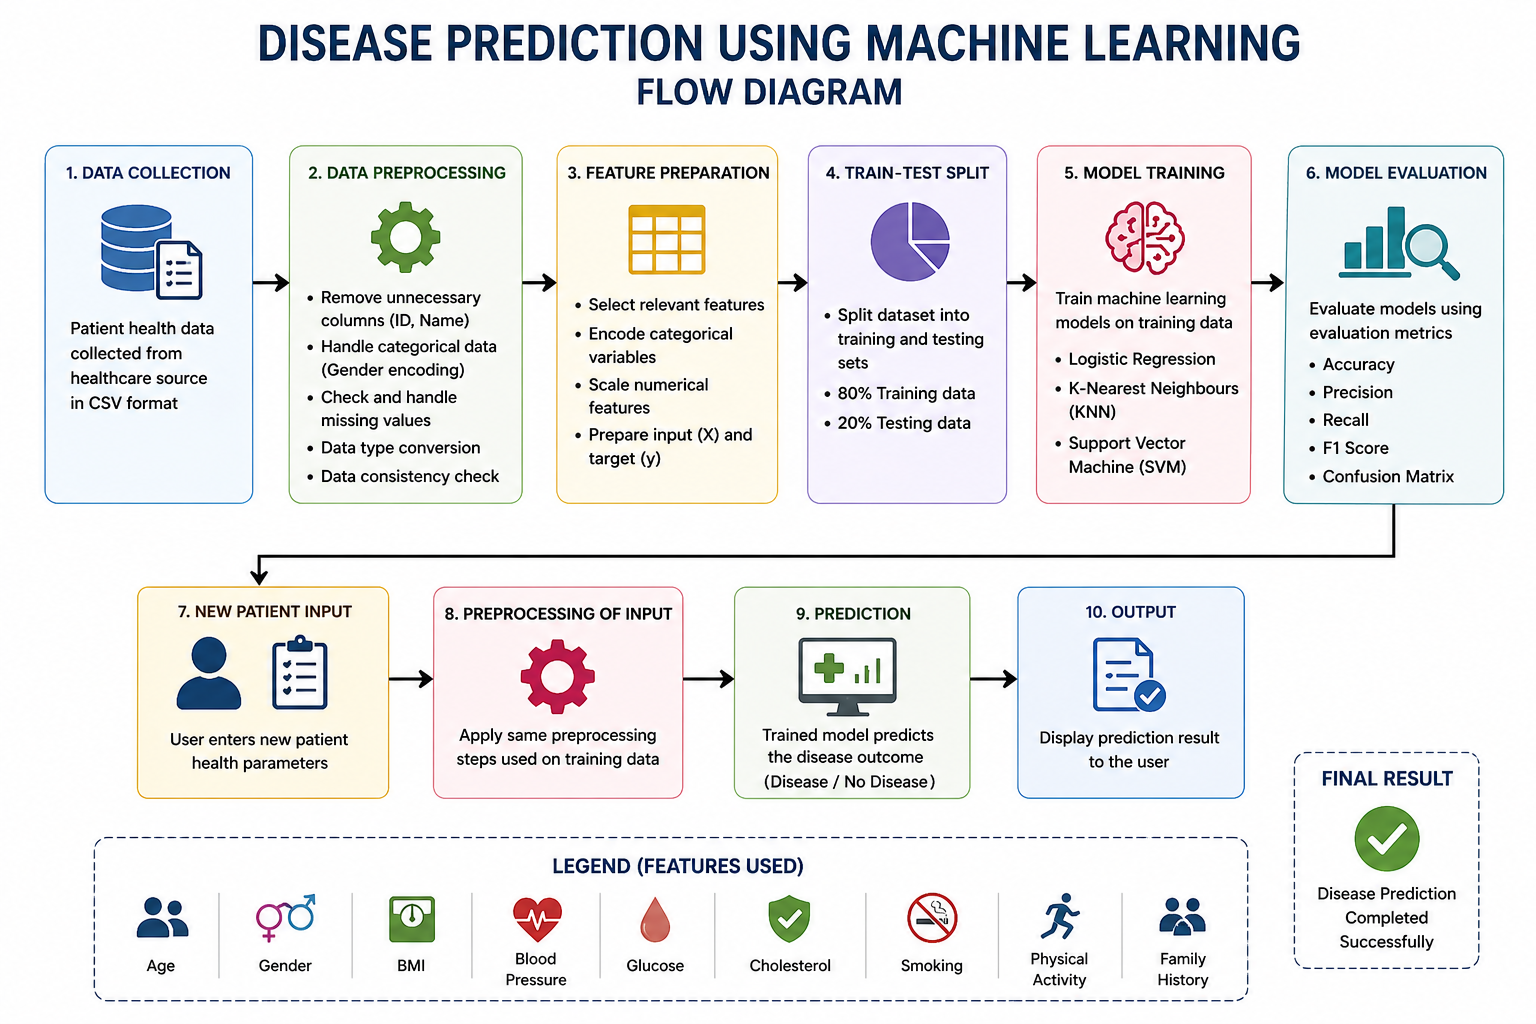 DISEASE PREDICTION USING MACHINE LEARNING
FLOW DIAGRAM
1. DATA COLLECTION
Patient health data
collected from
healthcare source
in CSV format
2. DATA PREPROCESSING
• Remove unnecessary
columns (ID, Name)
• Handle categorical data
(Gender encoding)
• Check and handle
missing values
• Data type conversion
• Data consistency check
3. FEATURE PREPARATION
• Select relevant features
• Encode categorical
variables
• Scale numerical
features
• Prepare input (X) and
target (y)
4. TRAIN-TEST SPLIT
• Split dataset into
training and testing
sets
• 80% Training data
• 20% Testing data
5. MODEL TRAINING
Train machine learning
models on training data
• Logistic Regression
• K-Nearest Neighbours
(KNN)
• Support Vector
Machine (SVM)
6. MODEL EVALUATION
Evaluate models using
evaluation metrics
• Accuracy
• Precision
• Recall
• F1 Score
• Confusion Matrix
7. NEW PATIENT INPUT
User enters new patient
health parameters
8. PREPROCESSING OF INPUT
Apply same preprocessing
steps used on training data
9. PREDICTION
Trained model predicts
the disease outcome
(Disease / No Disease)
10. OUTPUT
Display prediction result
to the user
FINAL RESULT
Disease Prediction
Completed
Successfully
LEGEND (FEATURES USED)
Age
Gender
BMI
Blood
Pressure
Glucose
Cholesterol
Smoking
Physical
Activity
Family
History